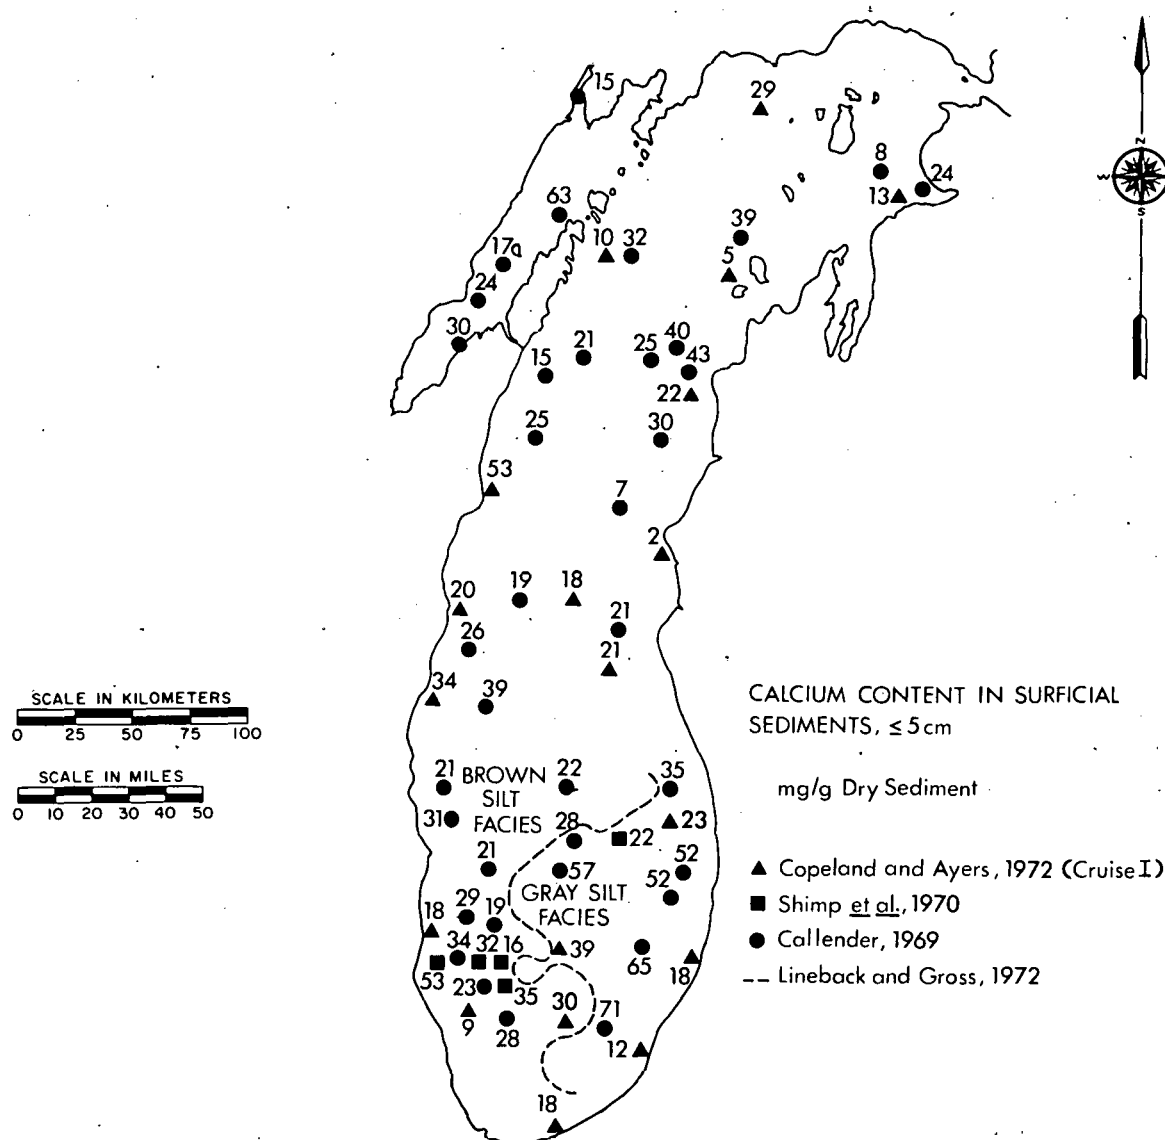 15
29
N
W
S
8
24
13
63
39
10 32
17
5
24
30
21
40
25
43
15
22
25
30
53
7
2
19 18
20
21
26
21
34
39
SCALE IN KILOMETERS
0 25 50 75 100
CALCIUM CONTENT IN SURFICIAL
SEDIMENTS, ≤ 5 cm
mg/g Dry Sediment
SCALE IN MILES
0 10 20 30 40 50
21
BROWN
SILT
FACIES
22
35
31
28
23
22
21
57
52
52
GRAY SILT
FACIES
29
19
18
34 32 16
39
65
18
53
23
35
9
28
30
71
12
18
▲ Copeland and Ayers, 1972 (Cruise I)
■ Shimp et al., 1970
● Callender, 1969
--- Lineback and Gross, 1972